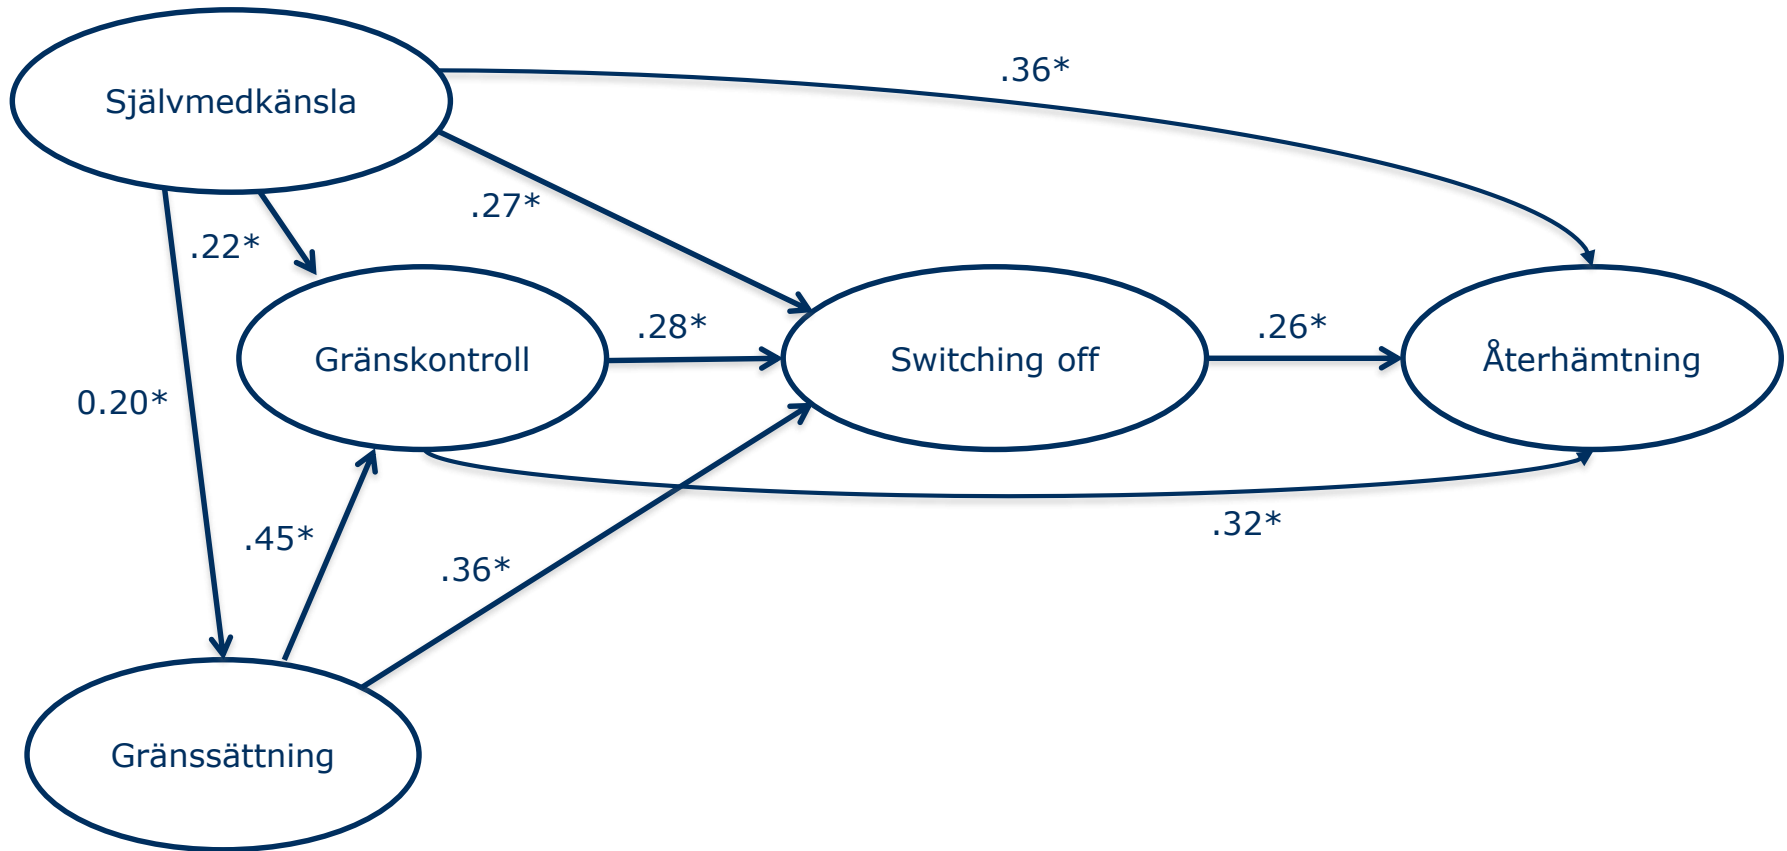 .36*
Självmedkänsla
.27*
.22*
.28*
.26*
Gränskontroll
Switching off
Återhämtning
0.20*
.32*
.45*
.36*
Gränssättning